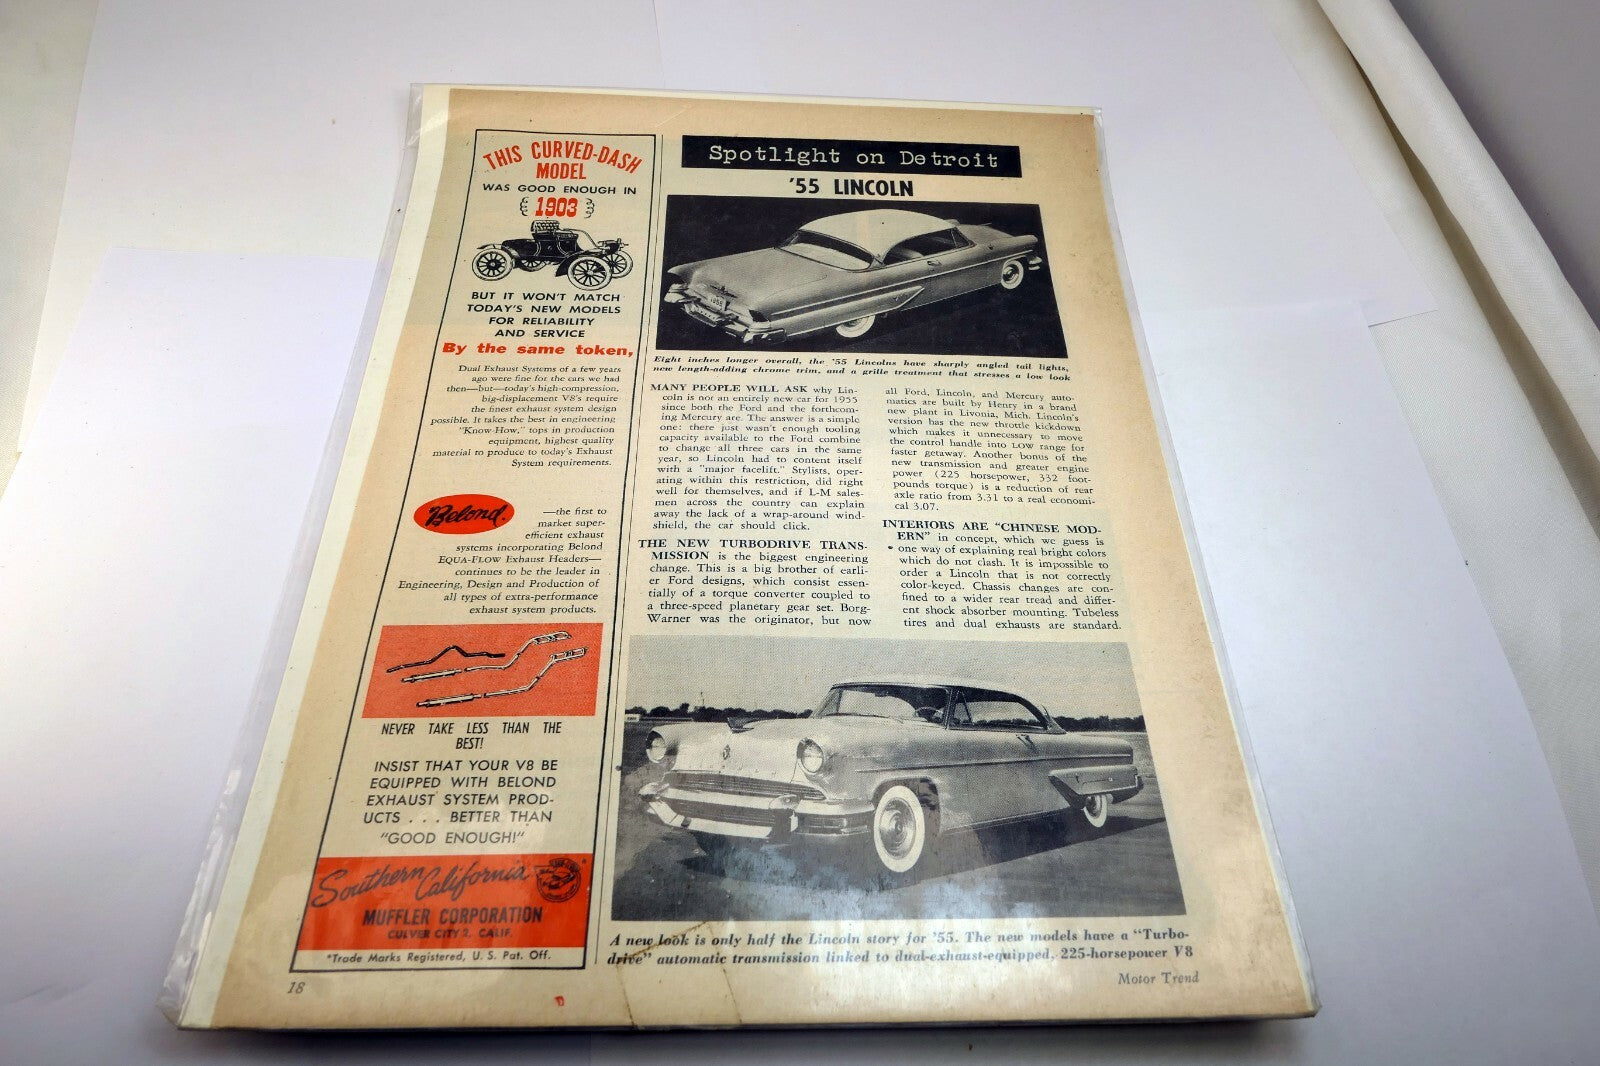 THIS CURVED-DASH
MODEL
WAS GOOD ENOUGH IN
1903
BUT IT WON'T MATCH
TODAY'S NEW MODELS
FOR RELIABILITY
AND SERVICE
By the same token,
Dual Exhaust Systems of a few years
ago were fine for the cars we had
then—but—today's high-compression,
big-displacement V8's require
the finest exhaust system design
possible. It takes the best in engineering
"Know-How," tops in production
equipment, highest quality
material to produce to today's Exhaust
System requirements.
Belond.
—the first to
market super-
efficient exhaust
systems incorporating Belond
EQUA-FLOW Exhaust Headers—
continues to be the leader in
Engineering, Design and Production of
all types of extra-performance
exhaust system products.
NEVER TAKE LESS THAN THE
BEST!
INSIST THAT YOUR V8 BE
EQUIPPED WITH BELOND
EXHAUST SYSTEM PROD-
UCTS . . . BETTER THAN
"GOOD ENOUGH!"
Southern California
MUFFLER CORPORATION
CULVER CITY 2, CALIF.
*Trade Marks Registered, U. S. Pat. Off.
18
Spotlight on Detroit
'55 LINCOLN
1955
Eight inches longer overall, the '55 Lincolns have sharply angled tail lights,
new length-adding chrome trim, and a grille treatment that stresses a low look
MANY PEOPLE WILL ASK why Lin-
coln is not an entirely new car for 1955
since both the Ford and the forthcom-
ing Mercury are. The answer is a simple
one: there just wasn't enough tooling
capacity available to the Ford combine
to change all three cars in the same
year, so Lincoln had to content itself
with a "major facelift." Stylists, oper-
ating within this restriction, did right
well for themselves, and if L-M sales-
men across the country can explain
away the lack of a wrap-around wind-
shield, the car should click.
THE NEW TURBODRIVE TRANS-
MISSION is the biggest engineering
change. This is a big brother of earli-
er Ford designs, which consist essen-
tially of a torque converter coupled to
a three-speed planetary gear set. Borg-
Warner was the originator, but now
all Ford, Lincoln, and Mercury auto-
matics are built by Henry in a brand
new plant in Livonia, Mich. Lincoln's
version has the new throttle kickdown
which makes it unnecessary to move
the control handle into LOW range for
faster getaway. Another bonus of the
new transmission and greater engine
power (225 horsepower, 332 foot-
pounds torque) is a reduction of rear
axle ratio from 3.31 to a real economi-
cal 3.07.
INTERIORS ARE "CHINESE MOD-
ERN" in concept, which we guess is
one way of explaining real bright colors
which do not clash. It is impossible to
order a Lincoln that is not correctly
color-keyed. Chassis changes are con-
fined to a wider rear tread and differ-
ent shock absorber mounting. Tubeless
tires and dual exhausts are standard.
A new look is only half the Lincoln story for '55. The new models have a "Turbo-
drive" automatic transmission linked to dual-exhaust-equipped, 225-horsepower V8
Motor Trend